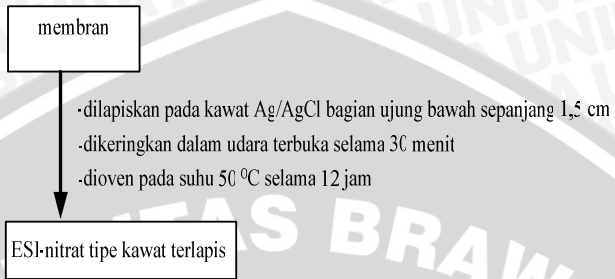 membran
-dilapiskan pada kawat Ag/AgCl bagian ujung bawah sepanjang 1,5 cm
-dikeringkan dalam udara terbuka selama 30 menit
-dioven pada suhu 50 ⁰C selama 12 jam
ESI-nitrat tipe kawat terlapis